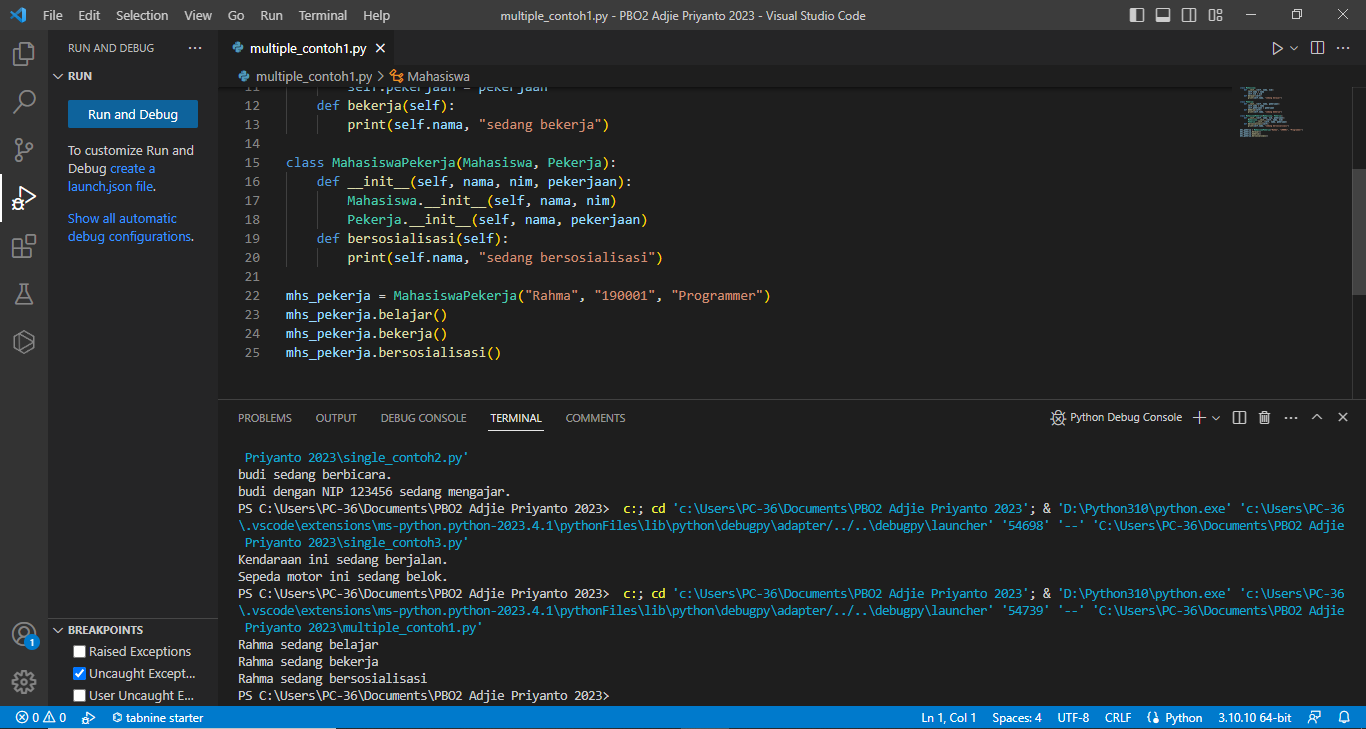 File Edit Selection View Go Run Terminal Help
multiple_contoh1.py - PBO2 Adjie Priyanto 2023 - Visual Studio Code
RUN AND DEBUG ...
RUN
Run and Debug
To customize Run and
Debug create a
launch.json file.
Show all automatic
debug configurations.
BREAKPOINTS
Raised Exceptions
Uncaught Except...
User Uncaught E...
1
multiple_contoh1.py
multiple_contoh1.py > Mahasiswa
11 self.pekerjaan = pekerjaan
12 def bekerja(self):
13 print(self.nama, "sedang bekerja")
14
15 class MahasiswaPekerja(Mahasiswa, Pekerja):
16 def __init__(self, nama, nim, pekerjaan):
17 Mahasiswa.__init__(self, nama, nim)
18 Pekerja.__init__(self, nama, pekerjaan)
19 def bersosialisasi(self):
20 print(self.nama, "sedang bersosialisasi")
21
22 mhs_pekerja = MahasiswaPekerja("Rahma", "190001", "Programmer")
23 mhs_pekerja.belajar()
24 mhs_pekerja.bekerja()
25 mhs_pekerja.bersosialisasi()
PROBLEMS OUTPUT DEBUG CONSOLE TERMINAL COMMENTS
Python Debug Console
Priyanto 2023\single_contoh2.py'
budi sedang berbicara.
budi dengan NIP 123456 sedang mengajar.
PS C:\Users\PC-36\Documents\PBO2 Adjie Priyanto 2023> c:; cd 'c:\Users\PC-36\Documents\PBO2 Adjie Priyanto 2023'; & 'D:\Python310\python.exe' 'c:\Users\PC-36
\.vscode\extensions\ms-python.python-2023.4.1\pythonFiles\lib\python\debugpy\adapter/../..\debugpy\launcher' '54698' '--' 'C:\Users\PC-36\Documents\PBO2 Adjie
Priyanto 2023\single_contoh3.py'
Kendaraan ini sedang berjalan.
Sepeda motor ini sedang belok.
PS C:\Users\PC-36\Documents\PBO2 Adjie Priyanto 2023> c:; cd 'c:\Users\PC-36\Documents\PBO2 Adjie Priyanto 2023'; & 'D:\Python310\python.exe' 'c:\Users\PC-36
\.vscode\extensions\ms-python.python-2023.4.1\pythonFiles\lib\python\debugpy\adapter/../..\debugpy\launcher' '54739' '--' 'C:\Users\PC-36\Documents\PBO2 Adjie
Priyanto 2023\multiple_contoh1.py'
Rahma sedang belajar
Rahma sedang bekerja
Rahma sedang bersosialisasi
PS C:\Users\PC-36\Documents\PBO2 Adjie Priyanto 2023>
0 0 tabnine starter
Ln 1, Col 1 Spaces: 4 UTF-8 CRLF Python 3.10.10 64-bit